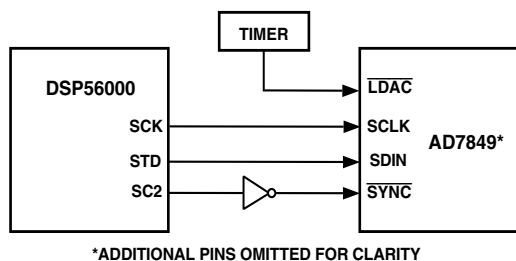 TIMER
DSP56000
LDAC
SCK
SCLK
AD7849*
STD
SDIN
SC2
SYNC
*ADDITIONAL PINS OMITTED FOR CLARITY